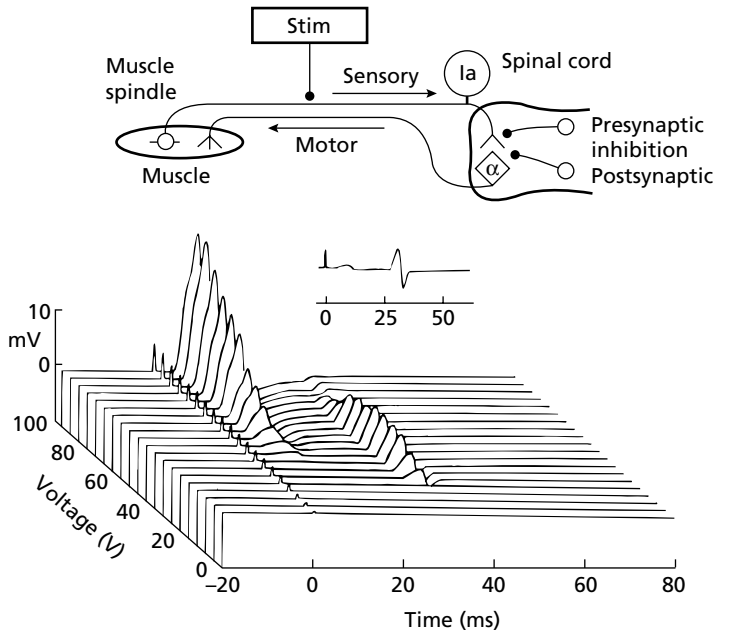 Stim
Muscle
spindle
Sensory
Ia
Spinal cord
Presynaptic
inhibition
Postsynaptic
Motor
Muscle
α
10
mV
0
0 25 50
100
80
60
40
20
0
Voltage (V)
–20 0 20 40 60 80
Time (ms)